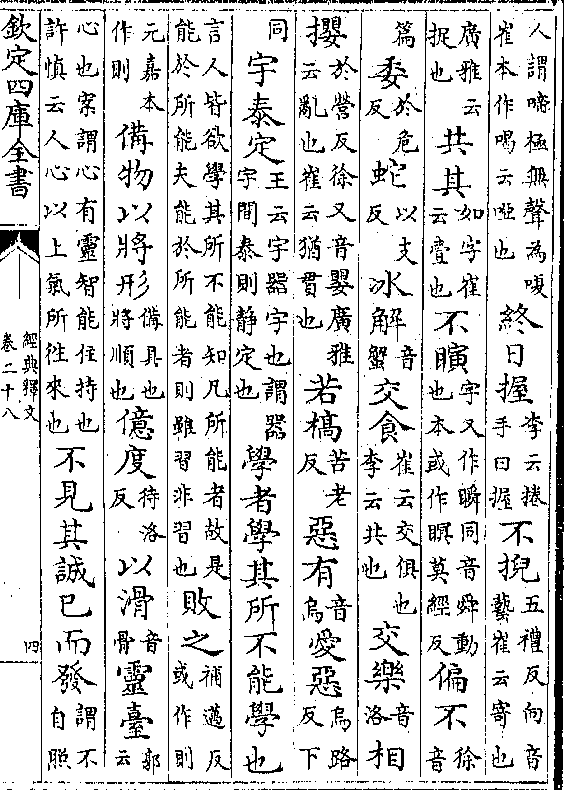 人謂啼極無聲為嗄崔本作喝云啞也終日握李云捲手曰握不掜五禮反向音藝崔云寄也
廣雅云捉也共其如字崔云壹也不瞚字又作瞬同音舜動也本或作瞑莫經反偏不徐音
篇委於危反蛇以支反冰解音蟹交食崔云交俱也李云共也交樂音洛相
攖於營反徐又音嬰廣雅云亂也崔云猶貫也若槁苦老反惡有音烏愛惡烏路反下
同宇泰定王云宇器宇也謂器宇間泰則静定也學者學其所不能學也
言人皆欲學其所不能知凡所能者故是能於所能夫能於所能者則雖習非習也敗之補邁反或作則
元嘉本作則備物以將形備具也將順也億度待洛反以滑音骨靈臺郭云
心也案謂心有靈智能任持也許慎云人心以上氣所往來也不見其誠已而發謂不自照
欽定四庫全書
經典釋文
卷二十八
四